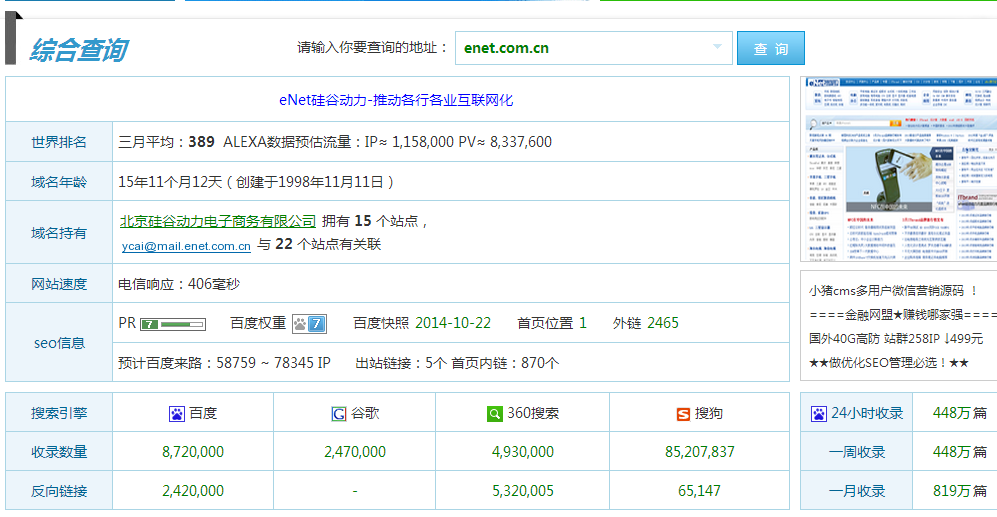 综合查询
请输入你要查询的地址： enet.com.cn 查 询
eNet硅谷动力-推动各行各业互联网化
世界排名 三月平均：389 ALEXA数据预估流量：IP≈ 1,158,000 PV≈ 8,337,600
域名年龄 15年11个月12天（创建于1998年11月11日）
域名持有 北京硅谷动力电子商务有限公司 拥有 15 个站点，
ycai@mail.enet.com.cn 与 22 个站点有关联
网站速度 电信响应：406毫秒
seo信息 PR 7 百度权重 7 百度快照 2014-10-22 首页位置 1 外链 2465
预计百度来路：58759 ~ 78345 IP 出站链接：5个 首页内链：870个
搜索引擎 百度 谷歌 360搜索 搜狗
收录数量 8,720,000 2,470,000 4,930,000 85,207,837
反向链接 2,420,000 - 5,320,005 65,147
eNet
ITbrand
小猪cms多用户微信营销源码 ！
====金融网盟★赚钱哪家强====
国外40G高防 站群258IP ↓499元
★★做优化SEO管理必选！★★
24小时收录 448万篇
一周收录 448万篇
一月收录 819万篇